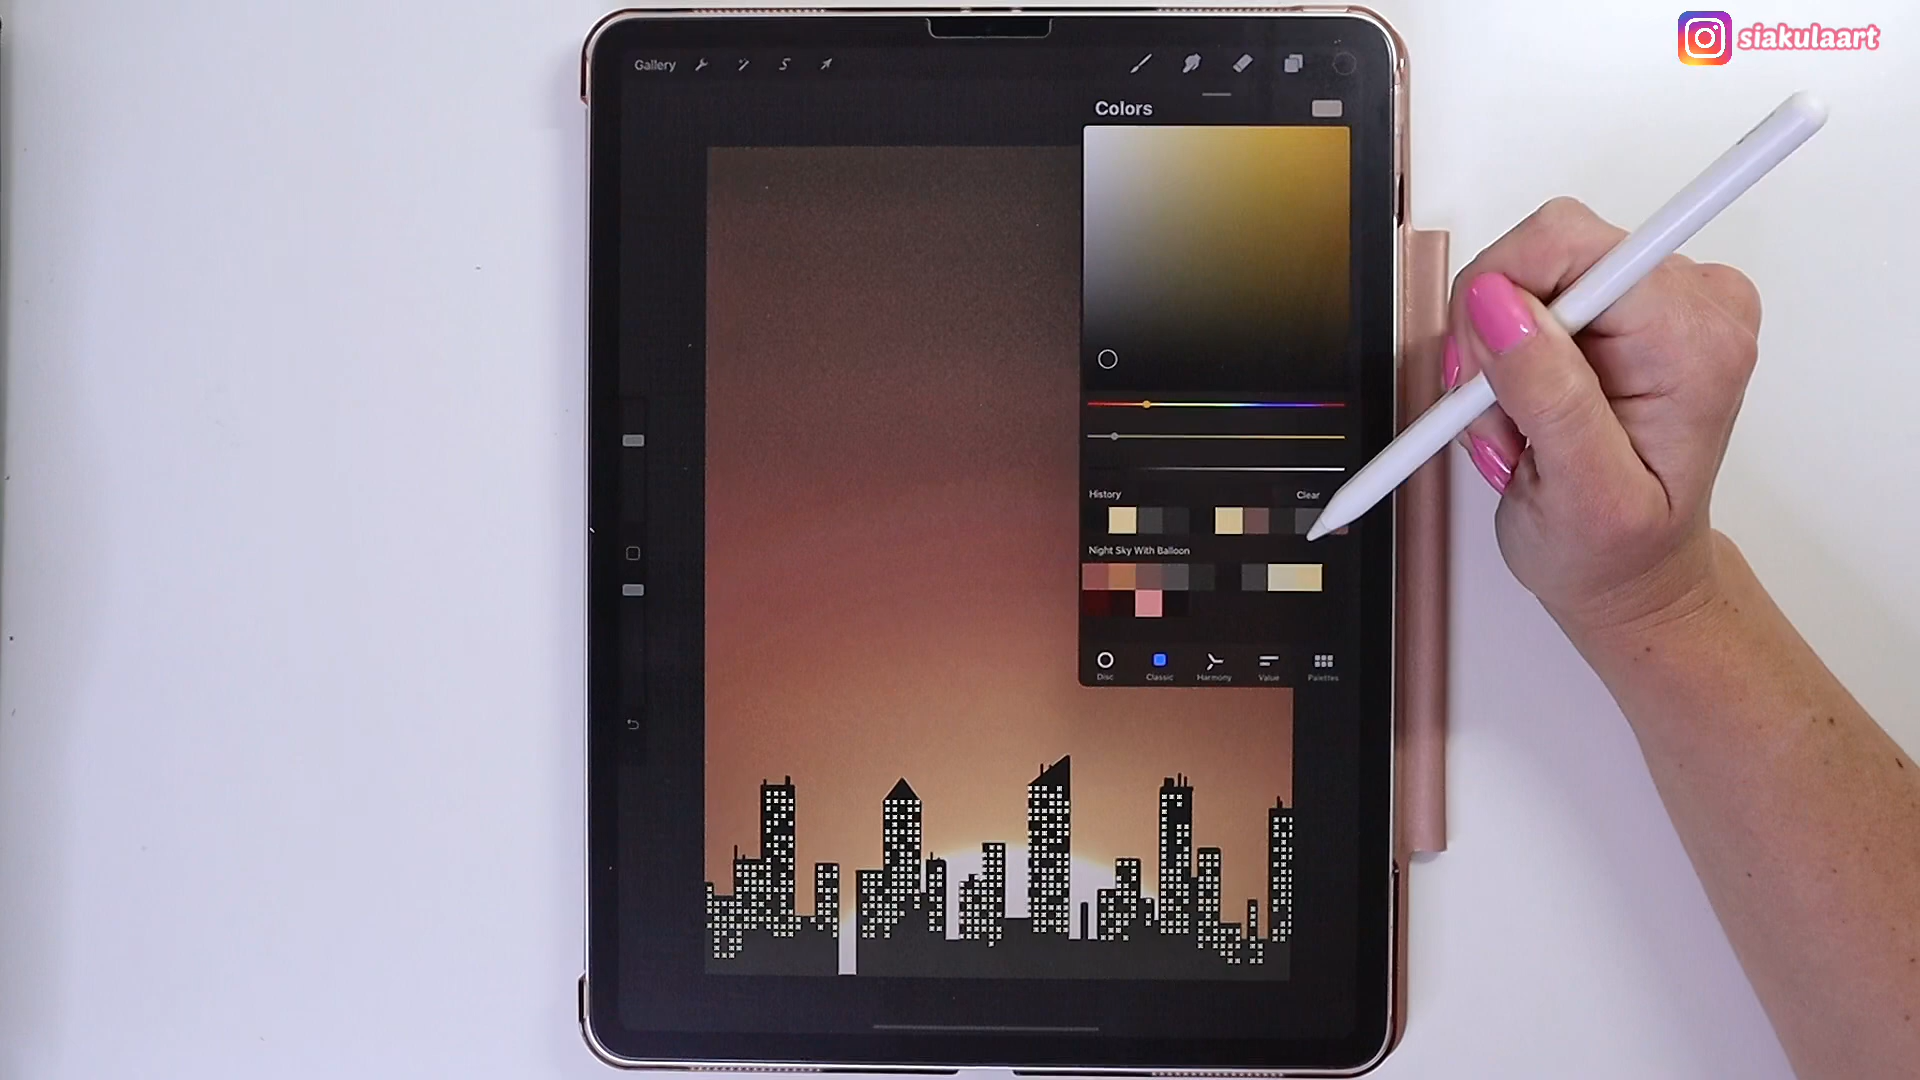 siakulaart
Gallery
Colors
History
Clear
Night Sky With Balloon
Disc
Classic
Harmony
Value
Palettes